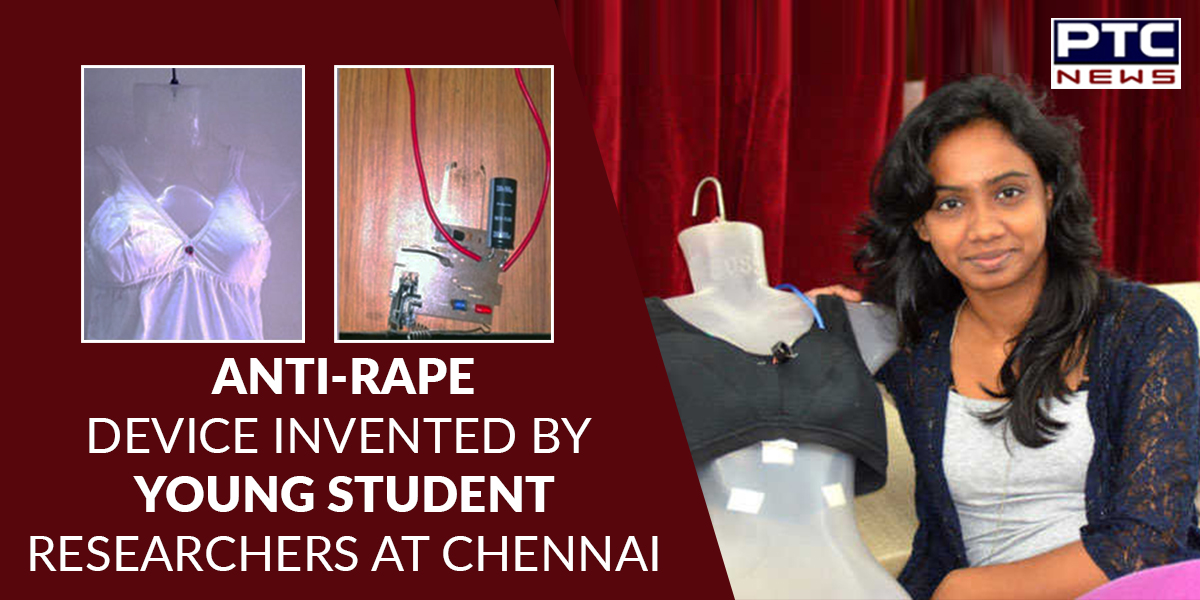 PTC
NEWS
ANTI-RAPE
DEVICE INVENTED BY
YOUNG STUDENT
RESEARCHERS AT CHENNAI